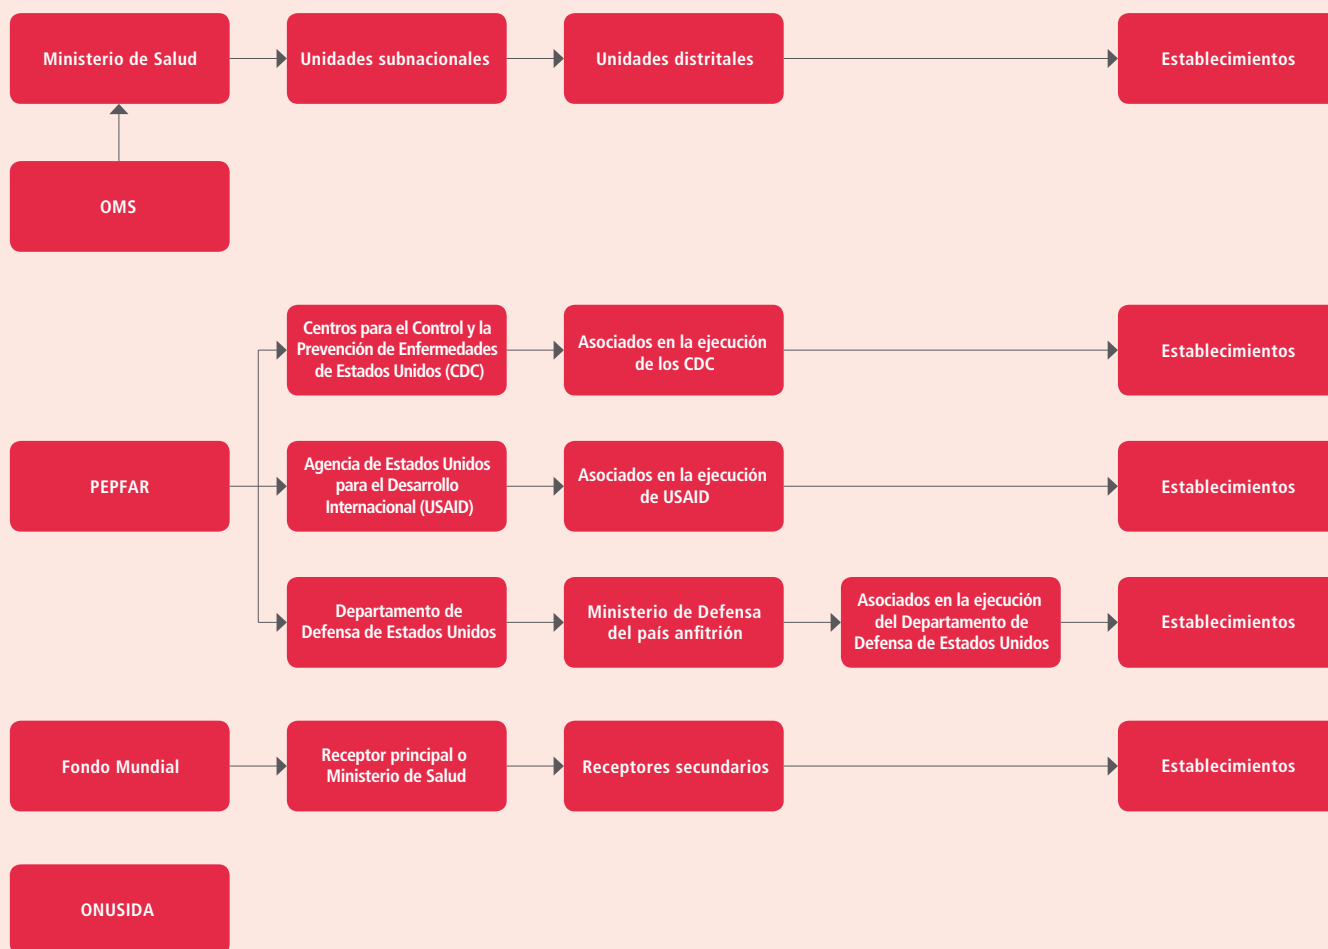 Ministerio de Salud
Unidades subnacionales
Unidades distritales
Establecimientos
OMS
Centros para el Control y la
Prevención de Enfermedades
de Estados Unidos (CDC)
Asociados en la ejecución
de los CDC
Establecimientos
PEPFAR
Agencia de Estados Unidos
para el Desarrollo
Internacional (USAID)
Asociados en la ejecución
de USAID
Establecimientos
Departamento de
Defensa de Estados Unidos
Ministerio de Defensa
del país anfitrión
Asociados en la ejecución
del Departamento de
Defensa de Estados Unidos
Establecimientos
Fondo Mundial
Receptor principal o
Ministerio de Salud
Receptores secundarios
Establecimientos
ONUSIDA